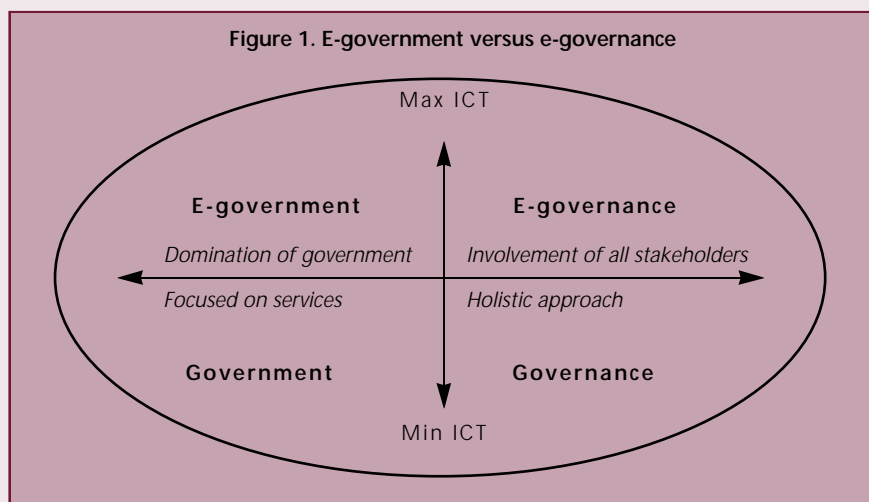 Figure 1. E-government versus e-governance
Max ICT
E-government
E-governance
Domination of government
Involvement of all stakeholders
Focused on services
Holistic approach
Government
Governance
Min ICT